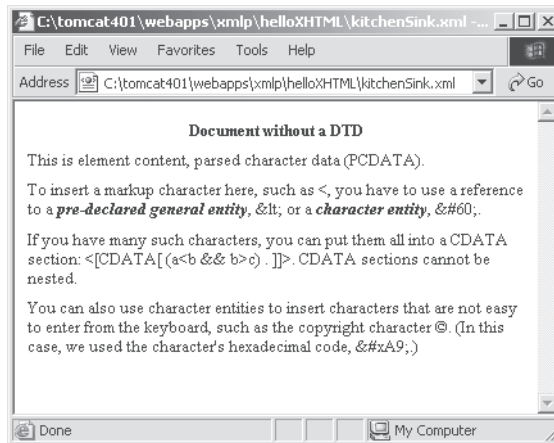 C:\tomcat401\webapps\xmlp\helloXHTML\kitchenSink.xml -...
File Edit View Favorites Tools Help
Address C:\tomcat401\webapps\xmlp\helloXHTML\kitchenSink.xml Go
Document without a DTD
This is element content, parsed character data (PCDATA).
To insert a markup character here, such as <, you have to use a reference
to a pre-declared general entity, &lt; or a character entity, &#60;.
If you have many such characters, you can put them all into a CDATA
section: <[CDATA[ (a<b && b>c) . ]]>. CDATA sections cannot be
nested.
You can also use character entities to insert characters that are not easy
to enter from the keyboard, such as the copyright character ©. (In this
case, we used the character's hexadecimal code, &#xA9;.)
Done My Computer